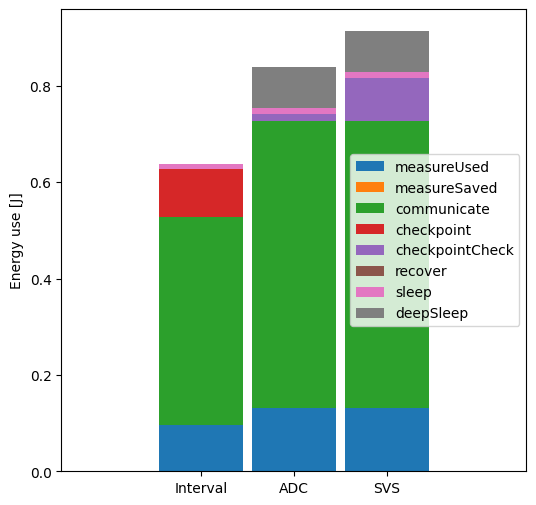 Energy use [J]
0.8
0.6
0.4
0.2
0.0
measureUsed
measureSaved
communicate
checkpoint
checkpointCheck
recover
sleep
deepSleep
Interval
ADC
SVS